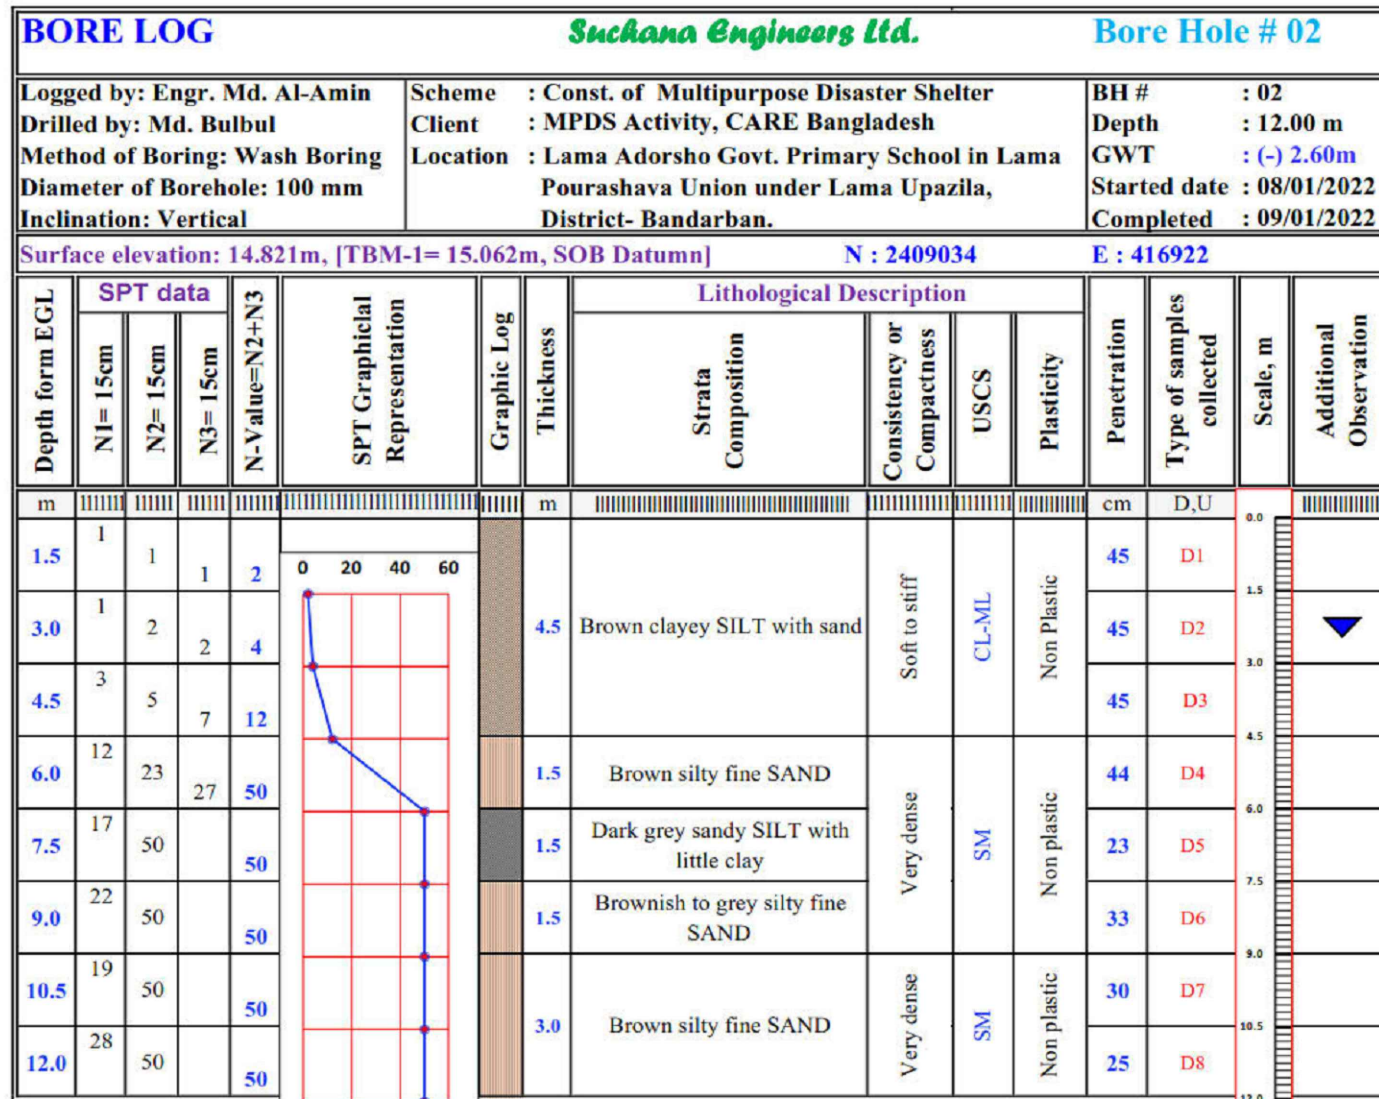 BORE LOG
Suchana Engineers Ltd.
Bore Hole # 02
Logged by: Engr. Md. Al-Amin
Drilled by: Md. Bulbul
Method of Boring: Wash Boring
Diameter of Borehole: 100 mm
Inclination: Vertical
Scheme : Const. of Multipurpose Disaster Shelter
Client : MPDS Activity, CARE Bangladesh
Location : Lama Adorsho Govt. Primary School in Lama
Pourashava Union under Lama Upazila,
District- Bandarban.
BH # : 02
Depth : 12.00 m
GWT : (-) 2.60m
Started date : 08/01/2022
Completed : 09/01/2022
Surface elevation: 14.821m, [TBM-1= 15.062m, SOB Datumn] N : 2409034 E : 416922
Depth form EGL
SPT data
N1= 15cm
N2= 15cm
N3= 15cm
N-Value=N2+N3
SPT Graphiclal
Representation
Graphic Log
Thickness
Lithological Description
Strata
Composition
Consistency or
Compactness
USCS
Plasticity
Penetration
Type of samples
collected
Scale, m
Additional
Observation
m m cm D,U
0 20 40 60
1.5 1 1 1 2 45 D1
3.0 1 2 2 4 4.5 Brown clayey SILT with sand Soft to stiff CL-ML Non Plastic 45 D2
4.5 3 5 7 12 45 D3
6.0 12 23 27 50 1.5 Brown silty fine SAND 44 D4
7.5 17 50 50 1.5 Dark grey sandy SILT with
little clay Very dense SM Non plastic 23 D5
9.0 22 50 50 1.5 Brownish to grey silty fine
SAND 33 D6
10.5 19 50 50 30 D7
3.0 Brown silty fine SAND Very dense SM Non plastic
12.0 28 50 50 25 D8
0.0
1.5
3.0
4.5
6.0
7.5
9.0
10.5